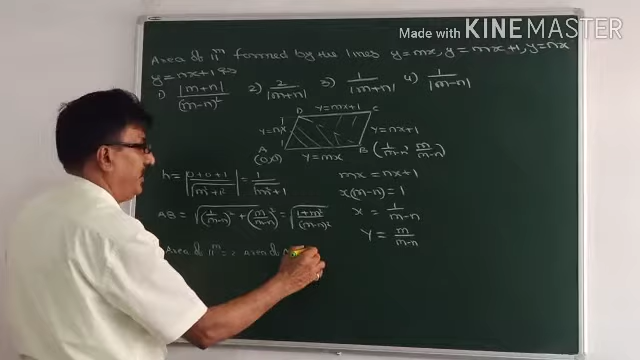 Made with KINEMASTER
Area of ||m formed by the lines y=mx, y=mx+1, y=nx
y=nx+1 is
1) |m+n|/(m-n)² 2) 2/|m+n| 3) 1/|m+n| 4) 1/|m-n|
D y=mx+1 C
y=nx y=nx+1
A (0,0) y=mx B (1/m-n, m/m-n)
h = |0+0+1/√m²+1²| = 1/√m²+1
mx = nx+1
x(m-n) = 1
AB = √(1/m-n)² + (m/m-n)² = √1+m²/(m-n)²
x = 1/m-n
y = m/m-n
Area of ||m = 2 Area of